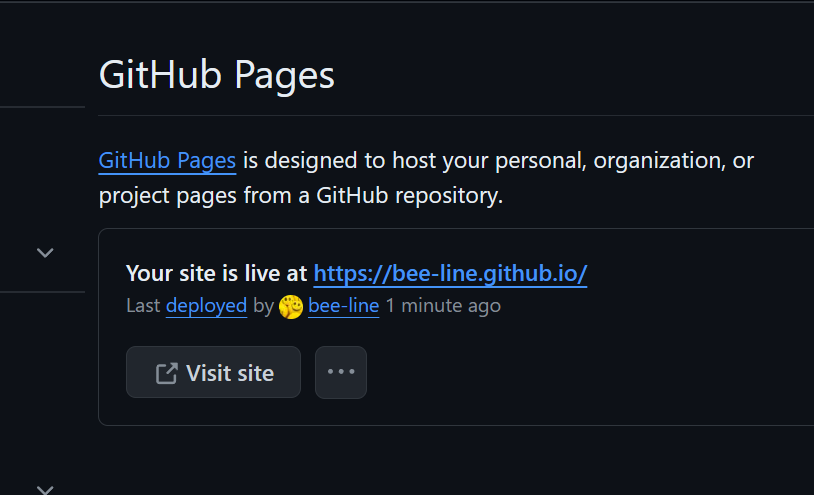 GitHub Pages
GitHub Pages is designed to host your personal, organization, or
project pages from a GitHub repository.
Your site is live at https://bee-line.github.io/
Last deployed by bee-line 1 minute ago
Visit site